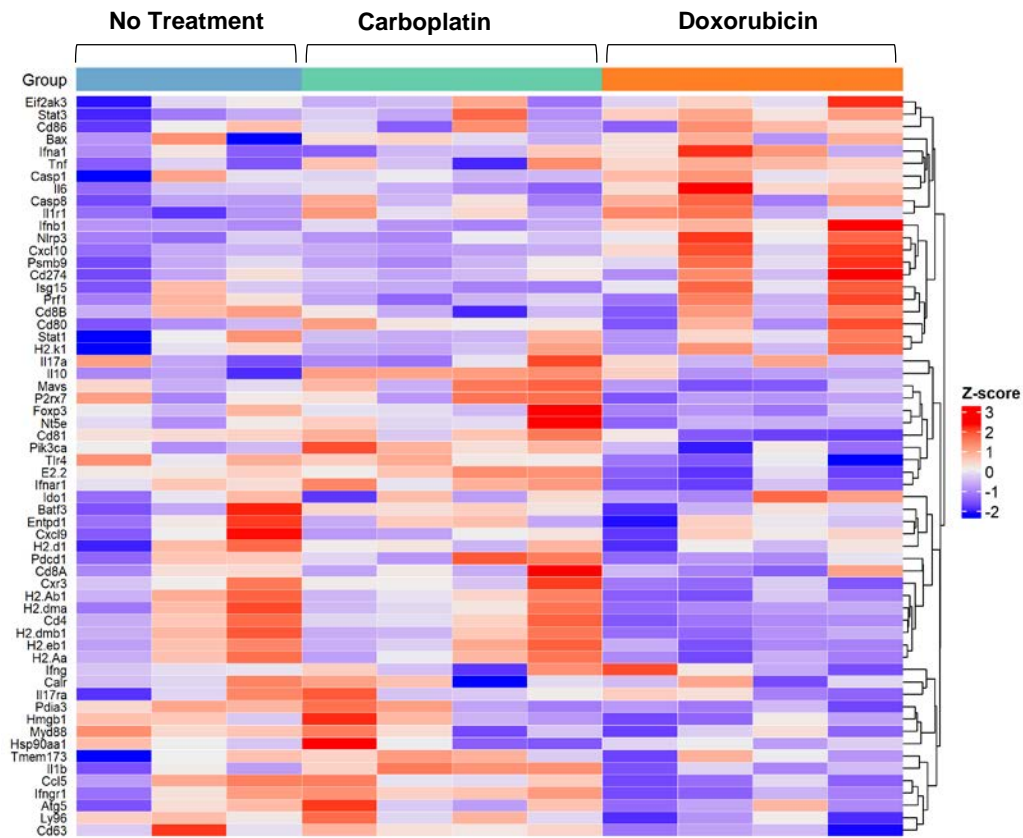 No Treatment Carboplatin Doxorubicin
Group
Eif2ak3
Stat3
Cd86
Bax
Ifna1
Tnf
Casp1
Il6
Casp8
Il1r1
Ifnb1
Nlrp3
Cxcl10
Psmb9
Cd274
Isg15
Prf1
Cd8B
Cd80
Stat1
H2.k1
Il17a
Il10
Mavs
P2rx7
Foxp3
Nt5e
Cd81
Pik3ca
Tlr4
E2.2
Ifnar1
Ido1
Batf3
Entpd1
Cxcl9
H2.d1
Pdcd1
Cd8A
Cxr3
H2.Ab1
H2.dma
Cd4
H2.dmb1
H2.eb1
H2.Aa
Ifng
Calr
Il17ra
Pdia3
Hmgb1
Myd88
Hsp90aa1
Tmem173
Il1b
Ccl5
Ifngr1
Atg5
Ly96
Cd63
Z-score
3
2
1
0
-1
-2